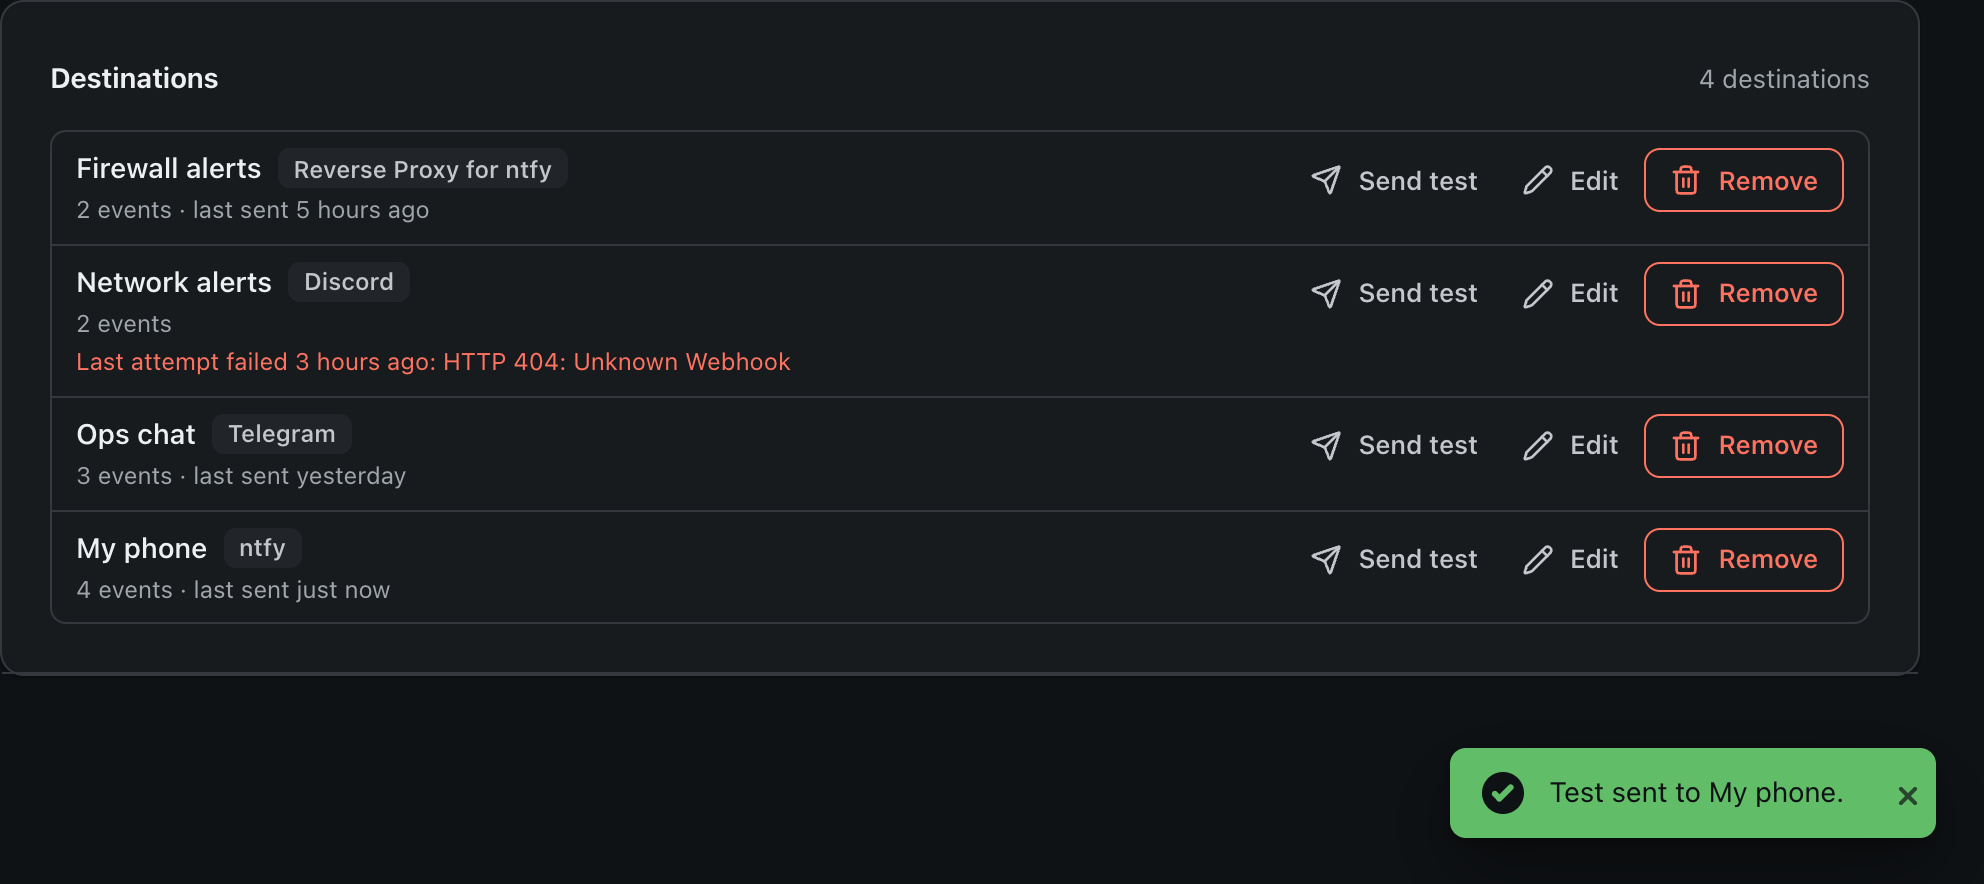 Destinations
4 destinations
Firewall alerts Reverse Proxy for ntfy
2 events · last sent 5 hours ago
Send test Edit Remove
Network alerts Discord
2 events
Last attempt failed 3 hours ago: HTTP 404: Unknown Webhook
Send test Edit Remove
Ops chat Telegram
3 events · last sent yesterday
Send test Edit Remove
My phone ntfy
4 events · last sent just now
Send test Edit Remove
Test sent to My phone.